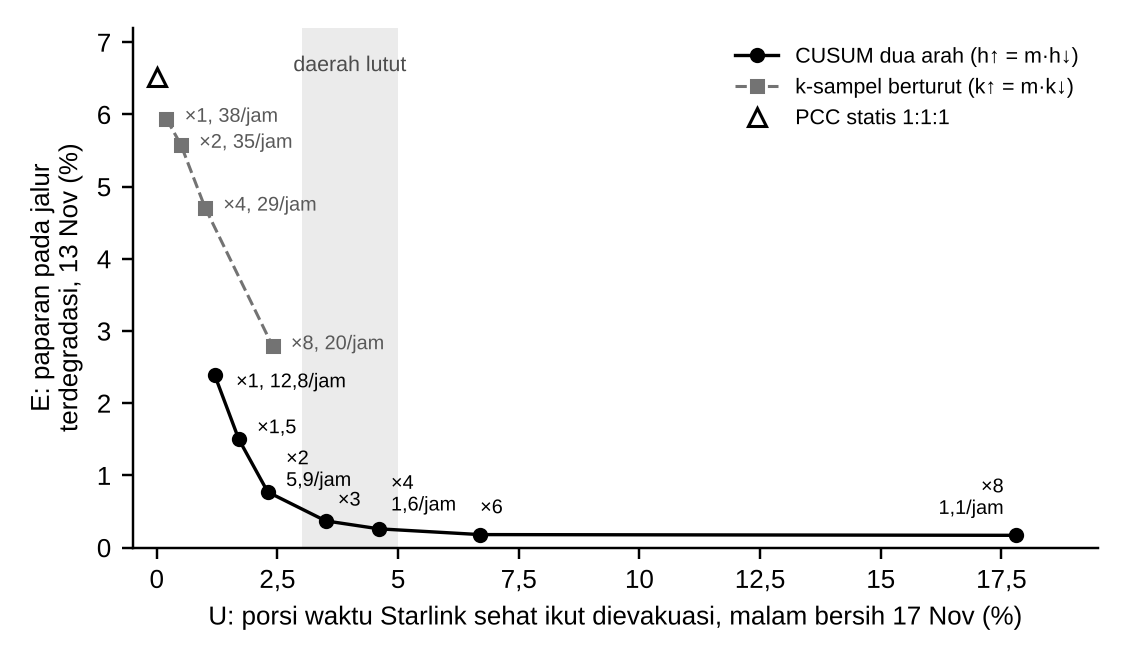 7
6
5
4
3
2
1
0
E: paparan pada jalur
terdegradasi, 13 Nov (%)
daerah lutut
CUSUM dua arah (h↑ = m·h↓)
k-sampel berturut (k↑ = m·k↓)
PCC statis 1:1:1
×1, 38/jam
×2, 35/jam
×4, 29/jam
×8, 20/jam
×1, 12,8/jam
×1,5
×2
5,9/jam
×3
×4
1,6/jam
×6
×8
1,1/jam
0
2,5
5
7,5
10
12,5
15
17,5
U: porsi waktu Starlink sehat ikut dievakuasi, malam bersih 17 Nov (%)